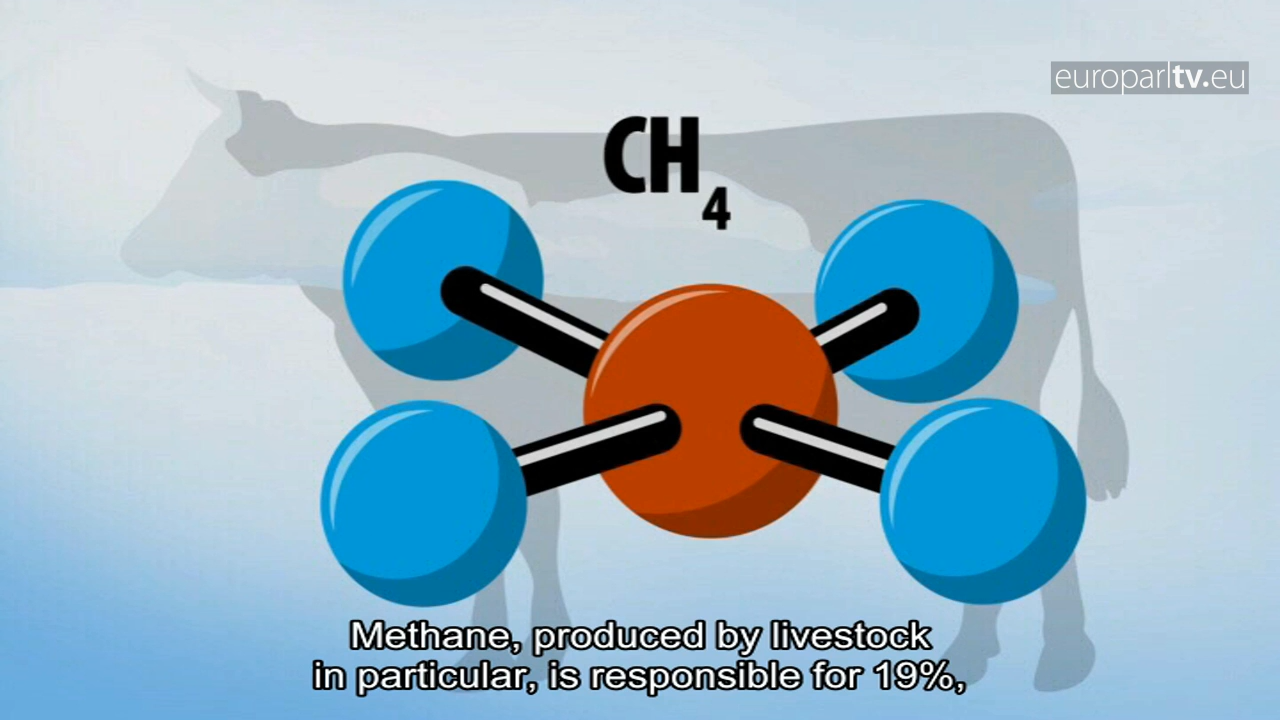 europarltv.eu
CH4
Methane, produced by livestock
in particular, is responsible for 19%,